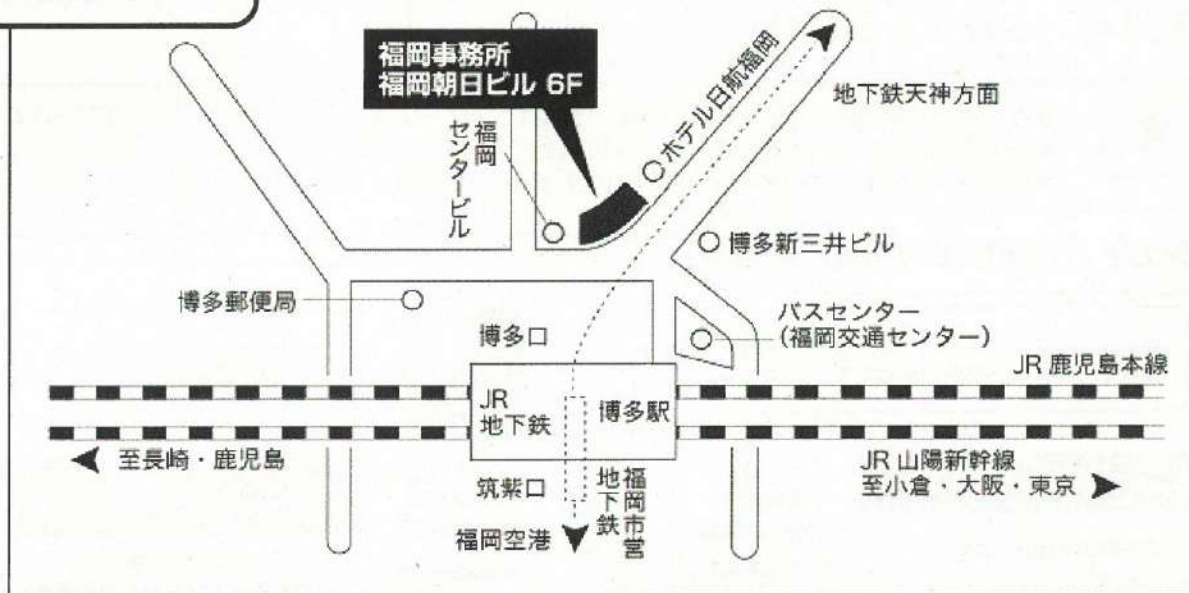 福岡事務所
福岡朝日ビル 6F
ホテル日航福岡
地下鉄天神方面
福岡
センタービル
博多新三井ビル
博多郵便局
バスセンター
(福岡交通センター)
博多口
JR 鹿児島本線
JR
地下鉄
博多駅
至長崎・鹿児島
JR 山陽新幹線
至小倉・大阪・東京
筑紫口
福岡市営
地下鉄
福岡空港